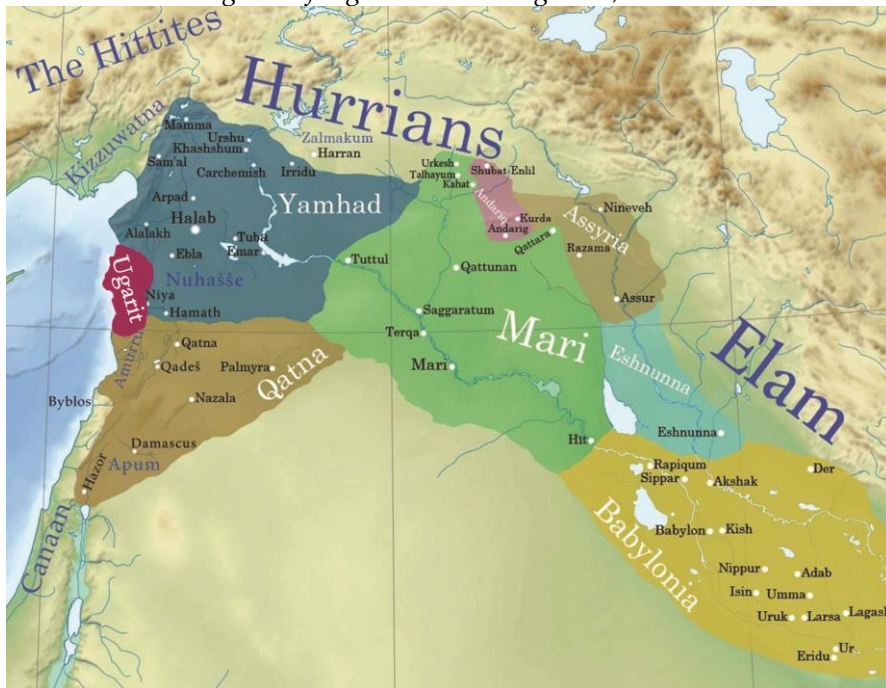 The Hittites
Hurrians
Kizzuwatna
Mamma
Urshu
Khashshum
Zalmakum
Harran
Sam'al
Carchemish
Irridu
Urkesh
Shubat-Enlil
Talhayum
Kahat
Andariq
Arpad
Yamhad
Halab
Kurda
Andarig
Nineveh
Assyria
Qattara
Razama
Alalakh
Tuba
Emar
Ebla
Tuttul
Qattunan
Ugarit
Nuhašše
Niya
Hamath
Assur
Saggaratum
Terqa
Mari
Mari
Amurru
Qatna
Qadeš
Palmyra
Qatna
Eshnunna
Elam
Byblos
Nazala
Damascus
Apum
Hazor
Canaan
Hit
Eshnunna
Rapiqum
Sippar
Akshak
Der
Babylonia
Babylon
Kish
Nippur
Adab
Isin
Umma
Uruk
Larsa
Lagash
Ur
Eridu